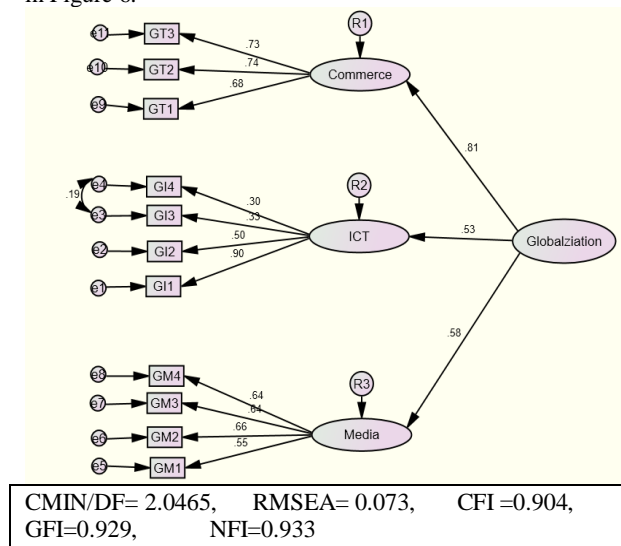 in Figure
R1
e11 GT3 .73
e10 GT2 .74 Commerce
e9 GT1 .68
.81
R2
.19 e4 GI4 .30
e3 GI3 .33
e2 GI2 .50 ICT .53 Globalziation
e1 GI1 .90
.58
R3
e8 GM4 .64
e7 GM3 .64
e6 GM2 .66 Media
e5 GM1 .55
CMIN/DF= 2.0465, RMSEA= 0.073, CFI =0.904,
GFI=0.929, NFI=0.933